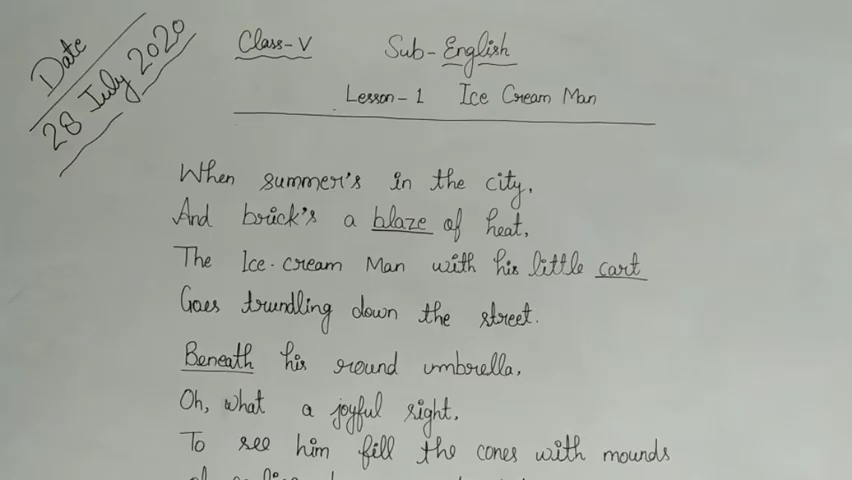 Date
28 July 2020
Class-V Sub-English
Lesson-1 Ice Cream Man
When summer's in the city,
And brick's a blaze of heat,
The Ice-cream Man with his little cart
Goes trundling down the street.
Beneath his round umbrella,
Oh, what a joyful sight,
To see him fill the cones with mounds
of